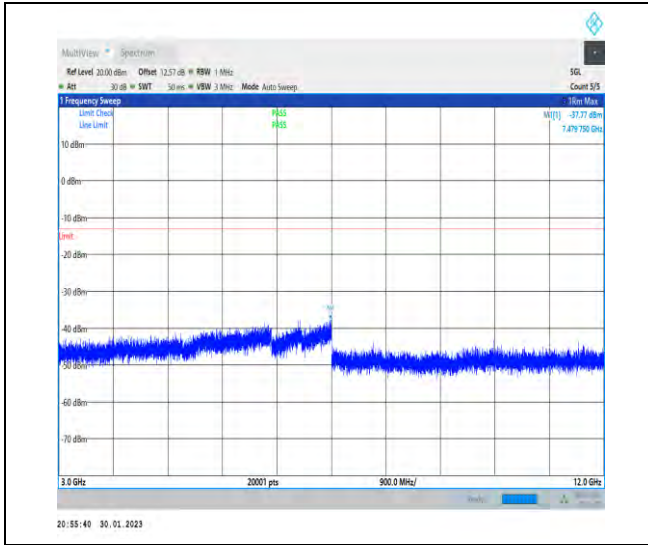 MultiView Spectrum
Ref Level 20.00 dBm Offset 12.57 dB RBW 1 MHz SGL
Att 30 dB SWT 50 ms VBW 3 MHz Mode Auto Sweep Count 5/5
1 Frequency Sweep 1Rm Max
Limit Check PASS M1[1] -37.77 dBm
Line Limit PASS 7.479 750 GHz
10 dBm
0 dBm
-10 dBm
Limit
-20 dBm
-30 dBm
-40 dBm
-50 dBm
-60 dBm
-70 dBm
3.0 GHz 20001 pts 900.0 MHz/ 12.0 GHz
20:55:40 30.01.2023